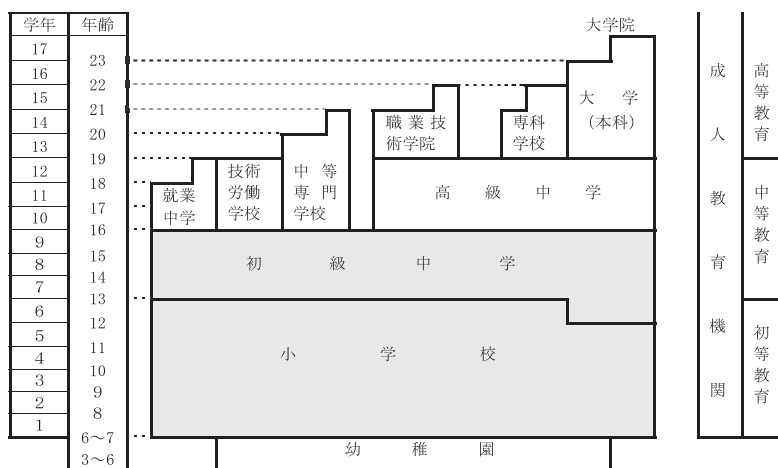 学年 年齢
17
16
15
14
13
12
11
10
9
8
7
6
5
4
3
2
1
23
22
21
20
19
18
17
16
15
14
13
12
11
10
9
8
6〜7
3〜6
大学院
大学
(本科)
職業技
術学院
専科
学校
就業
中学
技術
労働
学校
中等
専門
学校
高級中学
初級中学
小学校
幼稚園
成人教育機関
高等教育
中等教育
初等教育